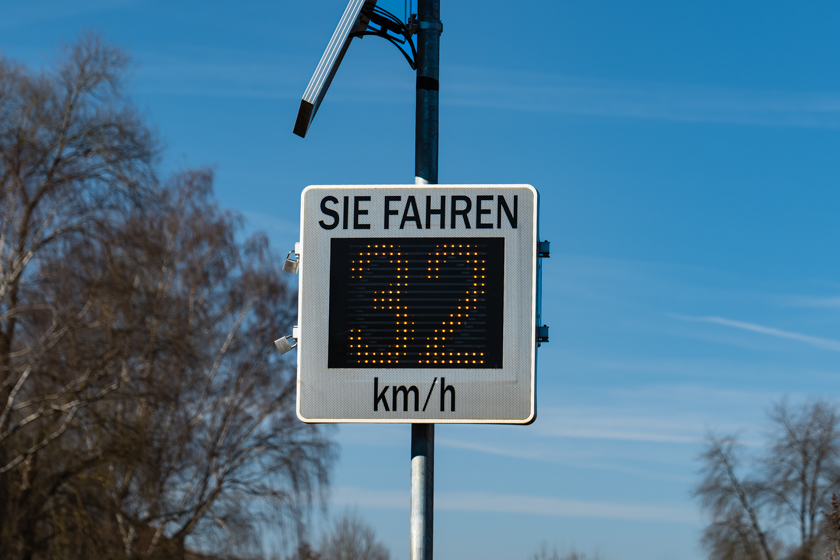 SIE FAHREN
32
km/h